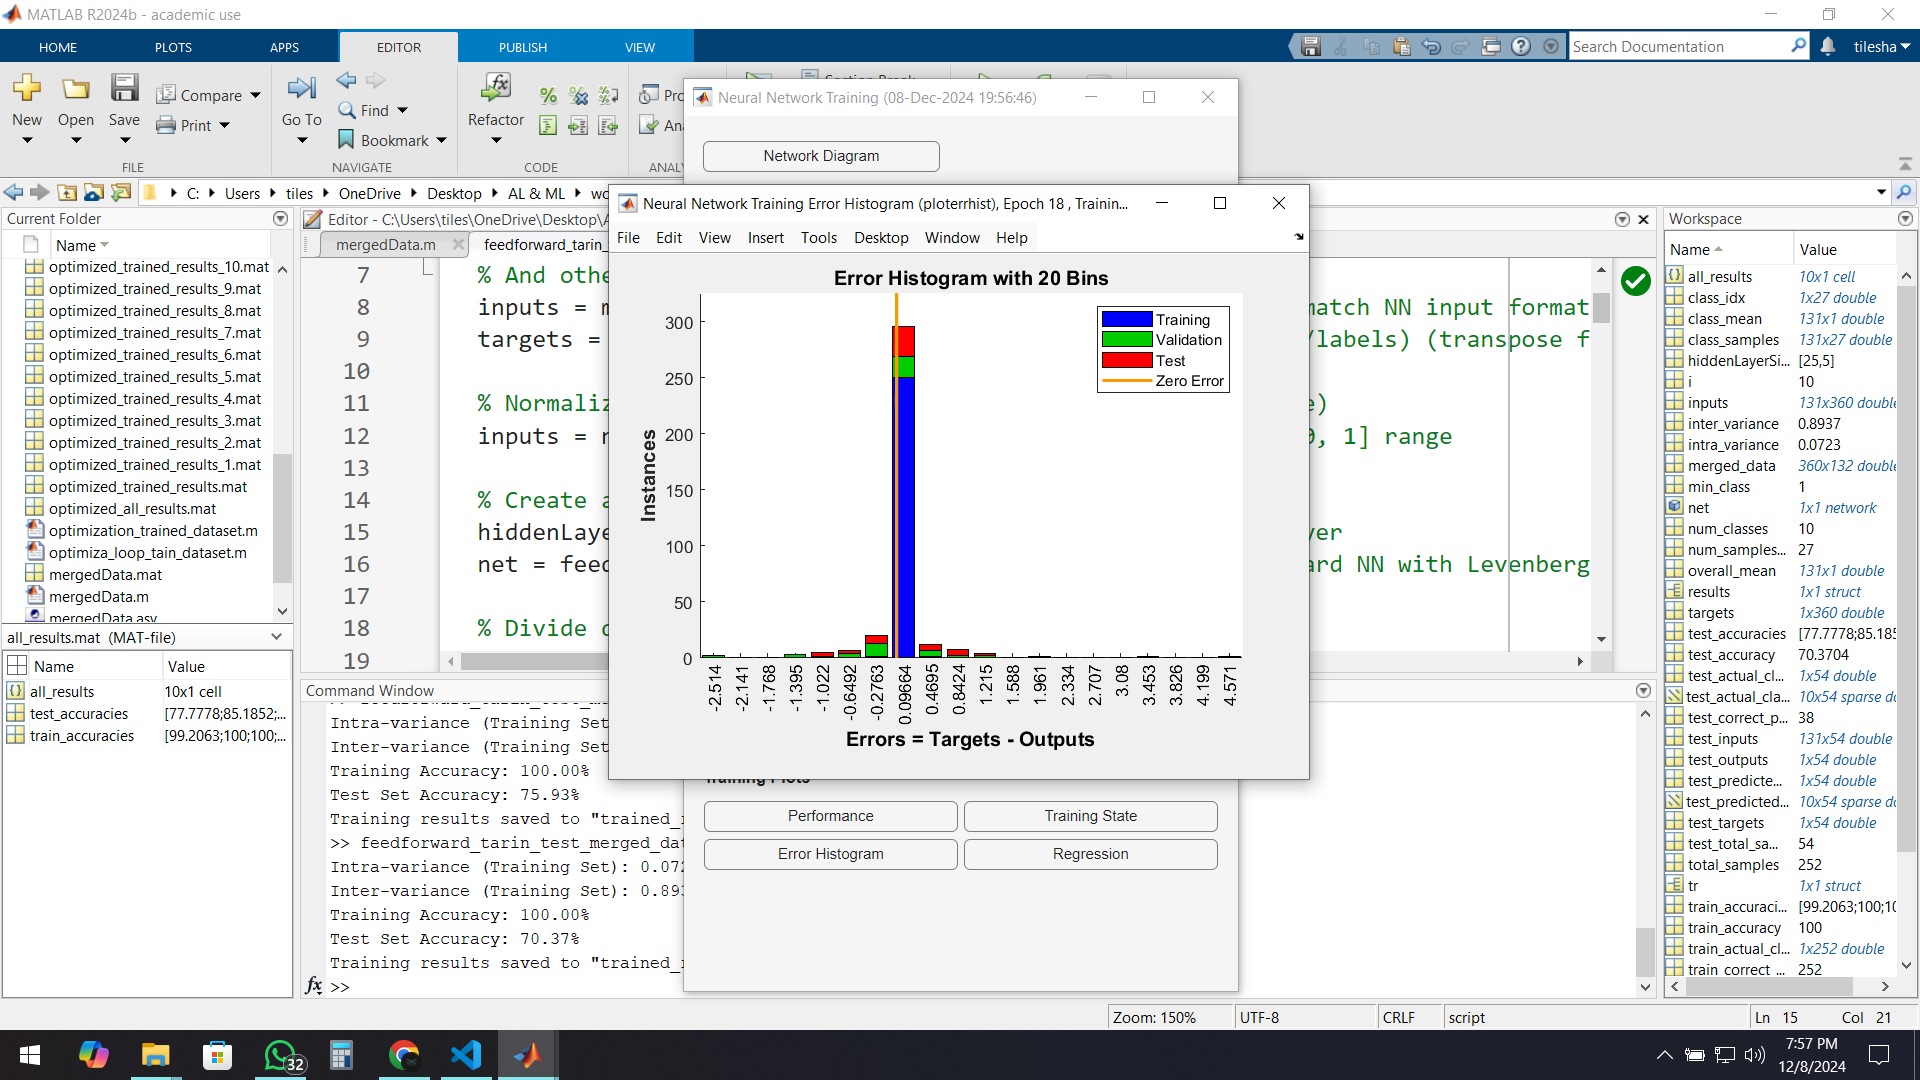 MATLAB R2024b - academic use
HOME
PLOTS
APPS
EDITOR
PUBLISH
VIEW
Search Documentation
tilesha
New
Open
Save
Compare
Print
FILE
Go To
Find
Bookmark
NAVIGATE
Refactor
CODE
C:
Users
tiles
OneDrive
Desktop
AL & ML
Current Folder
Name
optimized_trained_results_10.mat
optimized_trained_results_9.mat
optimized_trained_results_8.mat
optimized_trained_results_7.mat
optimized_trained_results_6.mat
optimized_trained_results_5.mat
optimized_trained_results_4.mat
optimized_trained_results_3.mat
optimized_trained_results_2.mat
optimized_trained_results_1.mat
optimized_trained_results.mat
optimized_all_results.mat
optimization_trained_dataset.m
optimiza_loop_tain_dataset.m
mergedData.mat
mergedData.m
mergedData.asv
all_results.mat (MAT-file)
Name Value
all_results 10x1 cell
test_accuracies [77.7778;85.1852;...
train_accuracies [99.2063;100;100;...
Editor - C:\Users\tiles\OneDrive\Desktop\A
mergedData.m
feedforward_tarin_
7 % And othe
8 inputs = m match NN input format
9 targets = /labels) (transpose f
10
11 % Normaliz e)
12 inputs = n 0, 1] range
13
14 % Create a
15 hiddenLaye yer
16 net = feed ard NN with Levenberg
17
18 % Divide d
19
Command Window
Intra-variance (Training Set
Inter-variance (Training Set
Training Accuracy: 100.00%
Test Set Accuracy: 75.93%
Training results saved to "trained_r
>> feedforward_tarin_test_merged_dat
Intra-variance (Training Set): 0.072
Inter-variance (Training Set): 0.893
Training Accuracy: 100.00%
Test Set Accuracy: 70.37%
Training results saved to "trained_r
fx >>
Neural Network Training (08-Dec-2024 19:56:46)
Network Diagram
Neural Network Training Error Histogram (ploterrhist), Epoch 18 , Trainin...
File Edit View Insert Tools Desktop Window Help
Error Histogram with 20 Bins
Training
Validation
Test
Zero Error
Instances
300
250
200
150
100
50
0
-2.514
-2.141
-1.768
-1.395
-1.022
-0.6492
-0.2763
0.09664
0.4695
0.8424
1.215
1.588
1.961
2.334
2.707
3.08
3.453
3.826
4.199
4.571
Errors = Targets - Outputs
Training Plots
Performance
Training State
Error Histogram
Regression
Workspace
Name Value
all_results 10x1 cell
class_idx 1x27 double
class_mean 131x1 double
class_samples 131x27 double
hiddenLayerSi... [25,5]
i 10
inputs 131x360 double
inter_variance 0.8937
intra_variance 0.0723
merged_data 360x132 double
min_class 1
net 1x1 network
num_classes 10
num_samples... 27
overall_mean 131x1 double
results 1x1 struct
targets 1x360 double
test_accuracies [77.7778;85.185
test_accuracy 70.3704
test_actual_cl... 1x54 double
test_actual_cla... 10x54 sparse do
test_correct_p... 38
test_inputs 131x54 double
test_outputs 1x54 double
test_predicte... 1x54 double
test_predicted... 10x54 sparse do
test_targets 1x54 double
test_total_sa... 54
total_samples 252
tr 1x1 struct
train_accuraci... [99.2063;100;10
train_accuracy 100
train_actual_cl... 1x252 double
train_correct_... 252
Zoom: 150%
UTF-8
CRLF
script
Ln 15 Col 21
32
7:57 PM
12/8/2024